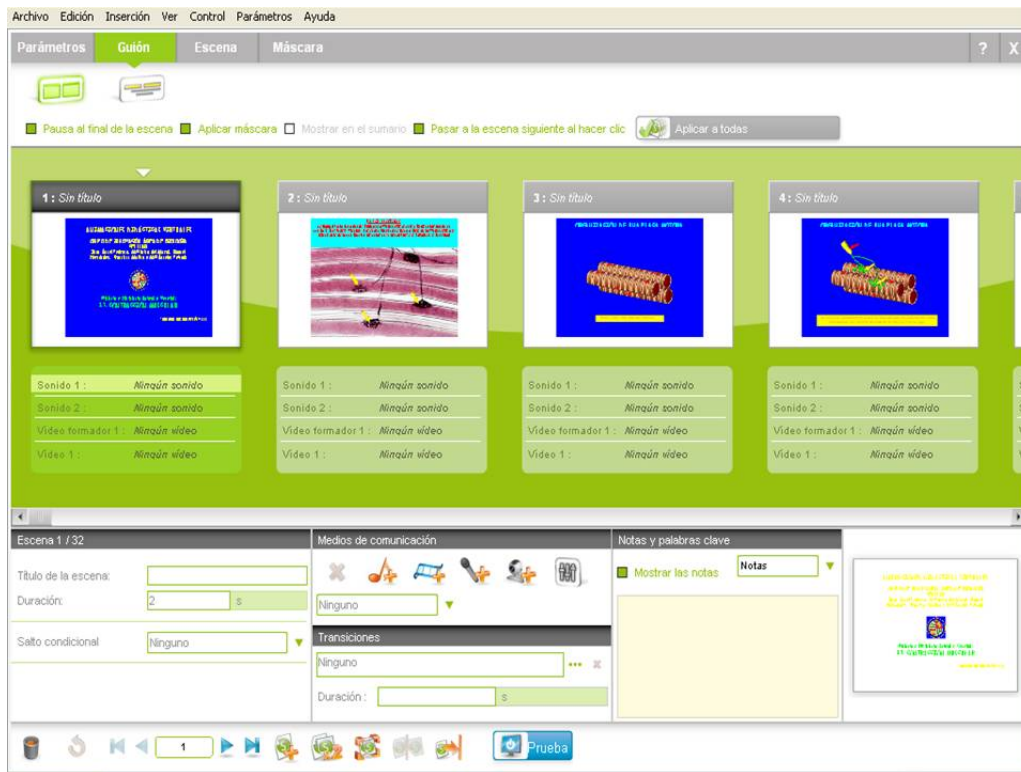 Archivo Edición Inserción Ver Control Parámetros Ayuda
Parámetros Guión Escena Máscara ? X
Pausa al final de la escena Aplicar máscara Mostrar en el sumario Pasar a la escena siguiente al hacer clic Aplicar a todas
1 : Sin título 2 : Sin título 3 : Sin título 4 : Sin título
Sonido 1 : Ningún sonido Sonido 1 : Ningún sonido Sonido 1 : Ningún sonido Sonido 1 : Ningún sonido
Sonido 2 : Ningún sonido Sonido 2 : Ningún sonido Sonido 2 : Ningún sonido Sonido 2 : Ningún sonido
Video formador 1 : Ningún vídeo Video formador 1 : Ningún vídeo Video formador 1 : Ningún vídeo Video formador 1 : Ningún vídeo
Video 1 : Ningún vídeo Video 1 : Ningún vídeo Video 1 : Ningún vídeo Video 1 : Ningún vídeo
Escena 1 / 32 Medios de comunicación Notas y palabras clave
Título de la escena:
Mostrar las notas Notas
Duración: 2 s Ninguno
Salto condicional Ninguno
Transiciones
Ninguno
Duración : s
1 Prueba